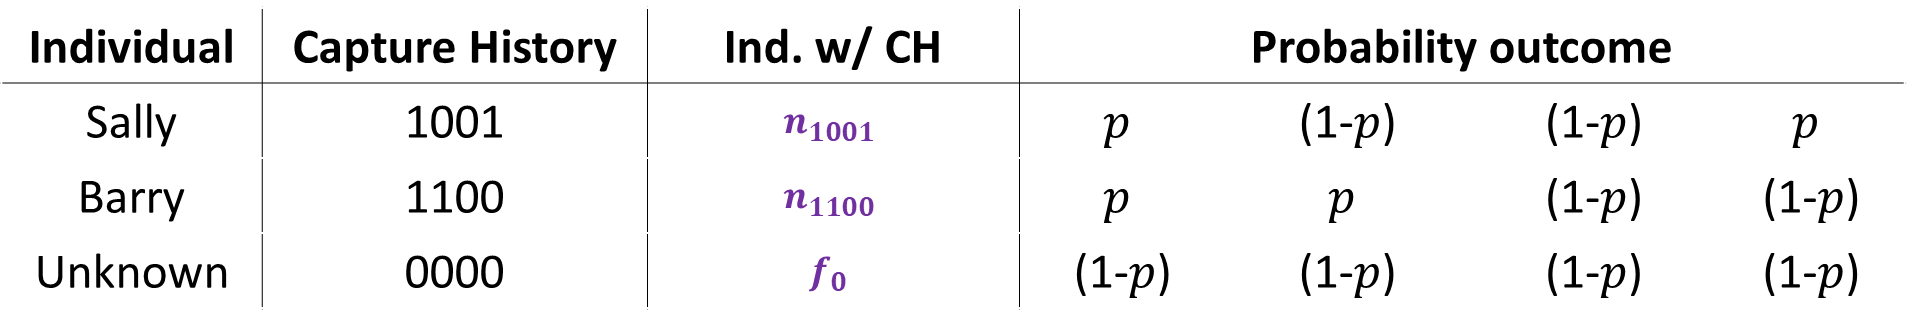 Individual Capture History Ind. w/ CH Probability outcome
Sally 1001 n1001 p (1-p) (1-p) p
Barry 1100 n1100 p p (1-p) (1-p)
Unknown 0000 f0 (1-p) (1-p) (1-p) (1-p)